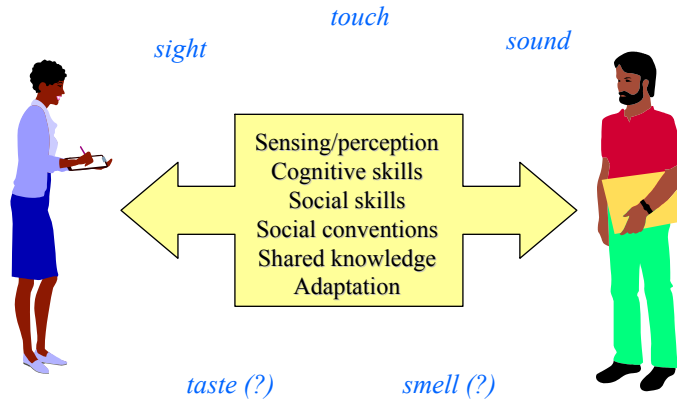 touch
sight
sound
Sensing/perception
Cognitive skills
Social skills
Social conventions
Shared knowledge
Adaptation
taste (?)
smell (?)